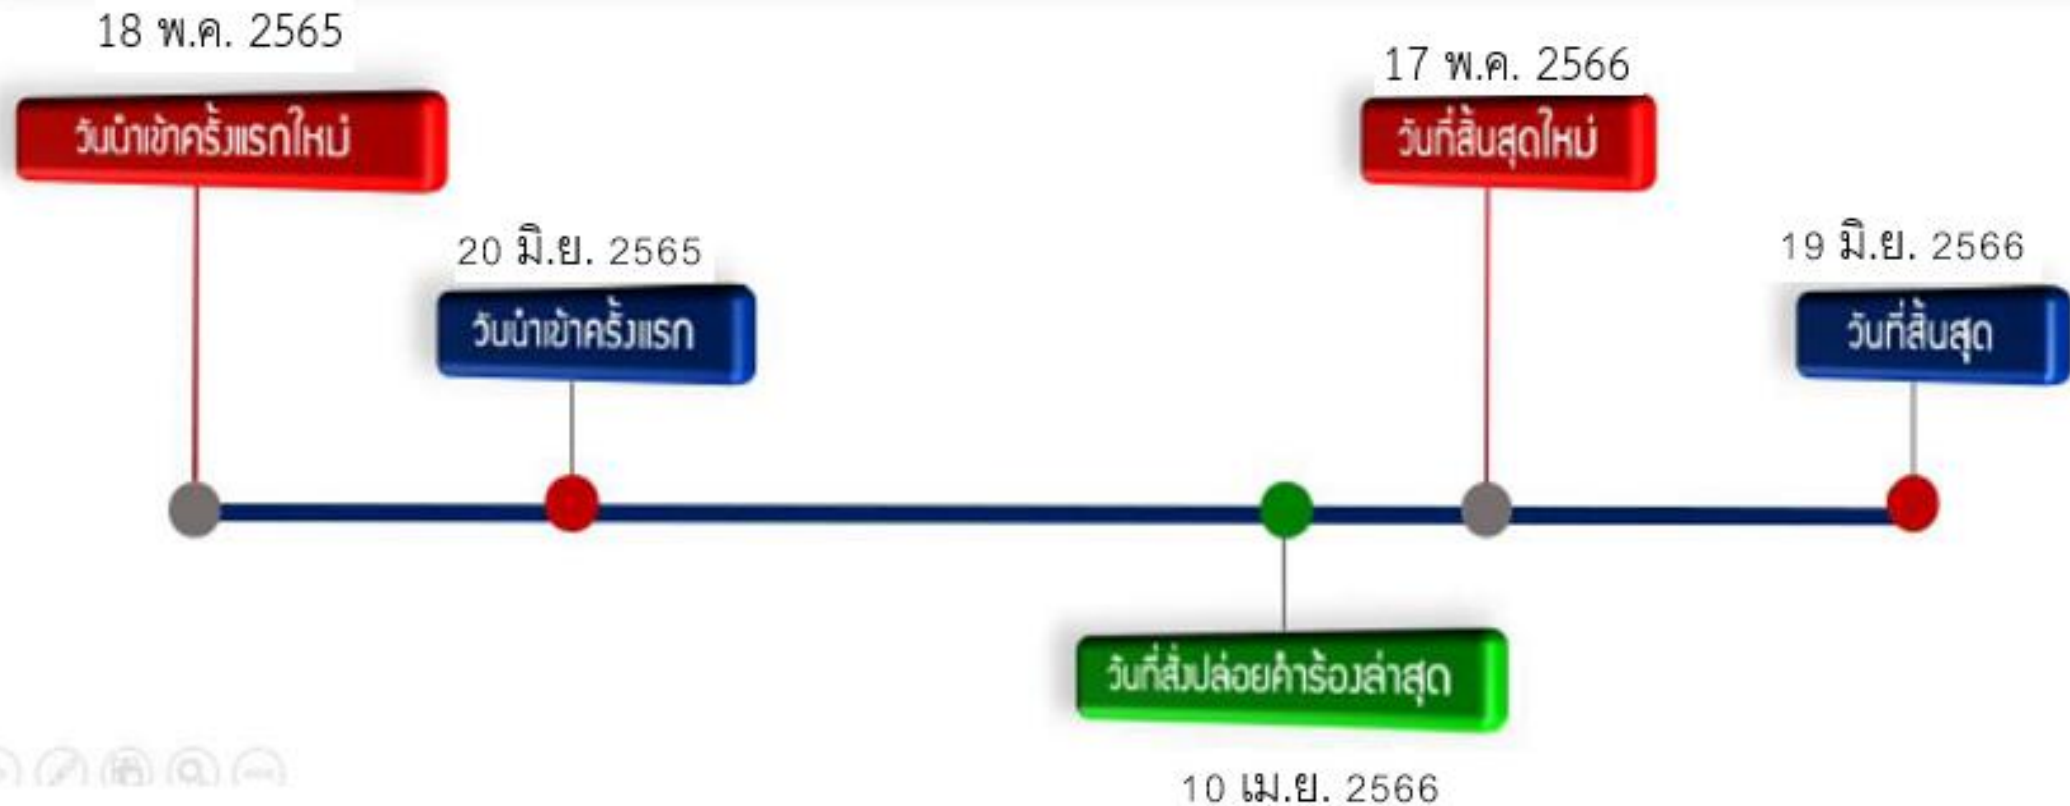 18 พ.ค. 2565
วันนำเข้าครั้งแรกใหม่
17 พ.ค. 2566
วันที่สิ้นสุดใหม่
20 มิ.ย. 2565
วันนำเข้าครั้งแรก
19 มิ.ย. 2566
วันที่สิ้นสุด
วันที่สั่งปล่อยคำร้องล่าสุด
10 เม.ย. 2566